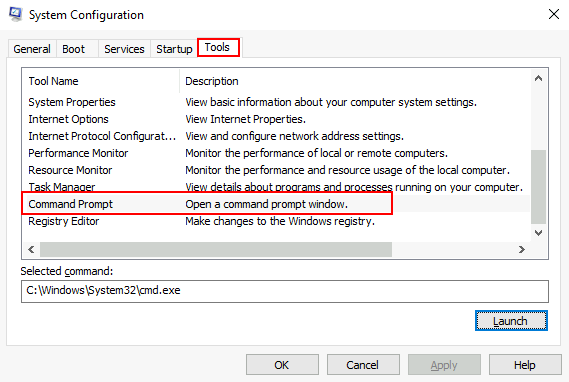 System Configuration
General Boot Services Startup Tools
Tool Name Description
System Properties View basic information about your computer system settings.
Internet Options View Internet Properties.
Internet Protocol Configurat... View and configure network address settings.
Performance Monitor Monitor the performance of local or remote computers.
Resource Monitor Monitor the performance and resource usage of the local computer.
Task Manager View details about programs and processes running on your computer.
Command Prompt Open a command prompt window.
Registry Editor Make changes to the Windows registry.
Selected command:
C:\Windows\System32\cmd.exe
Launch
OK Cancel Apply Help